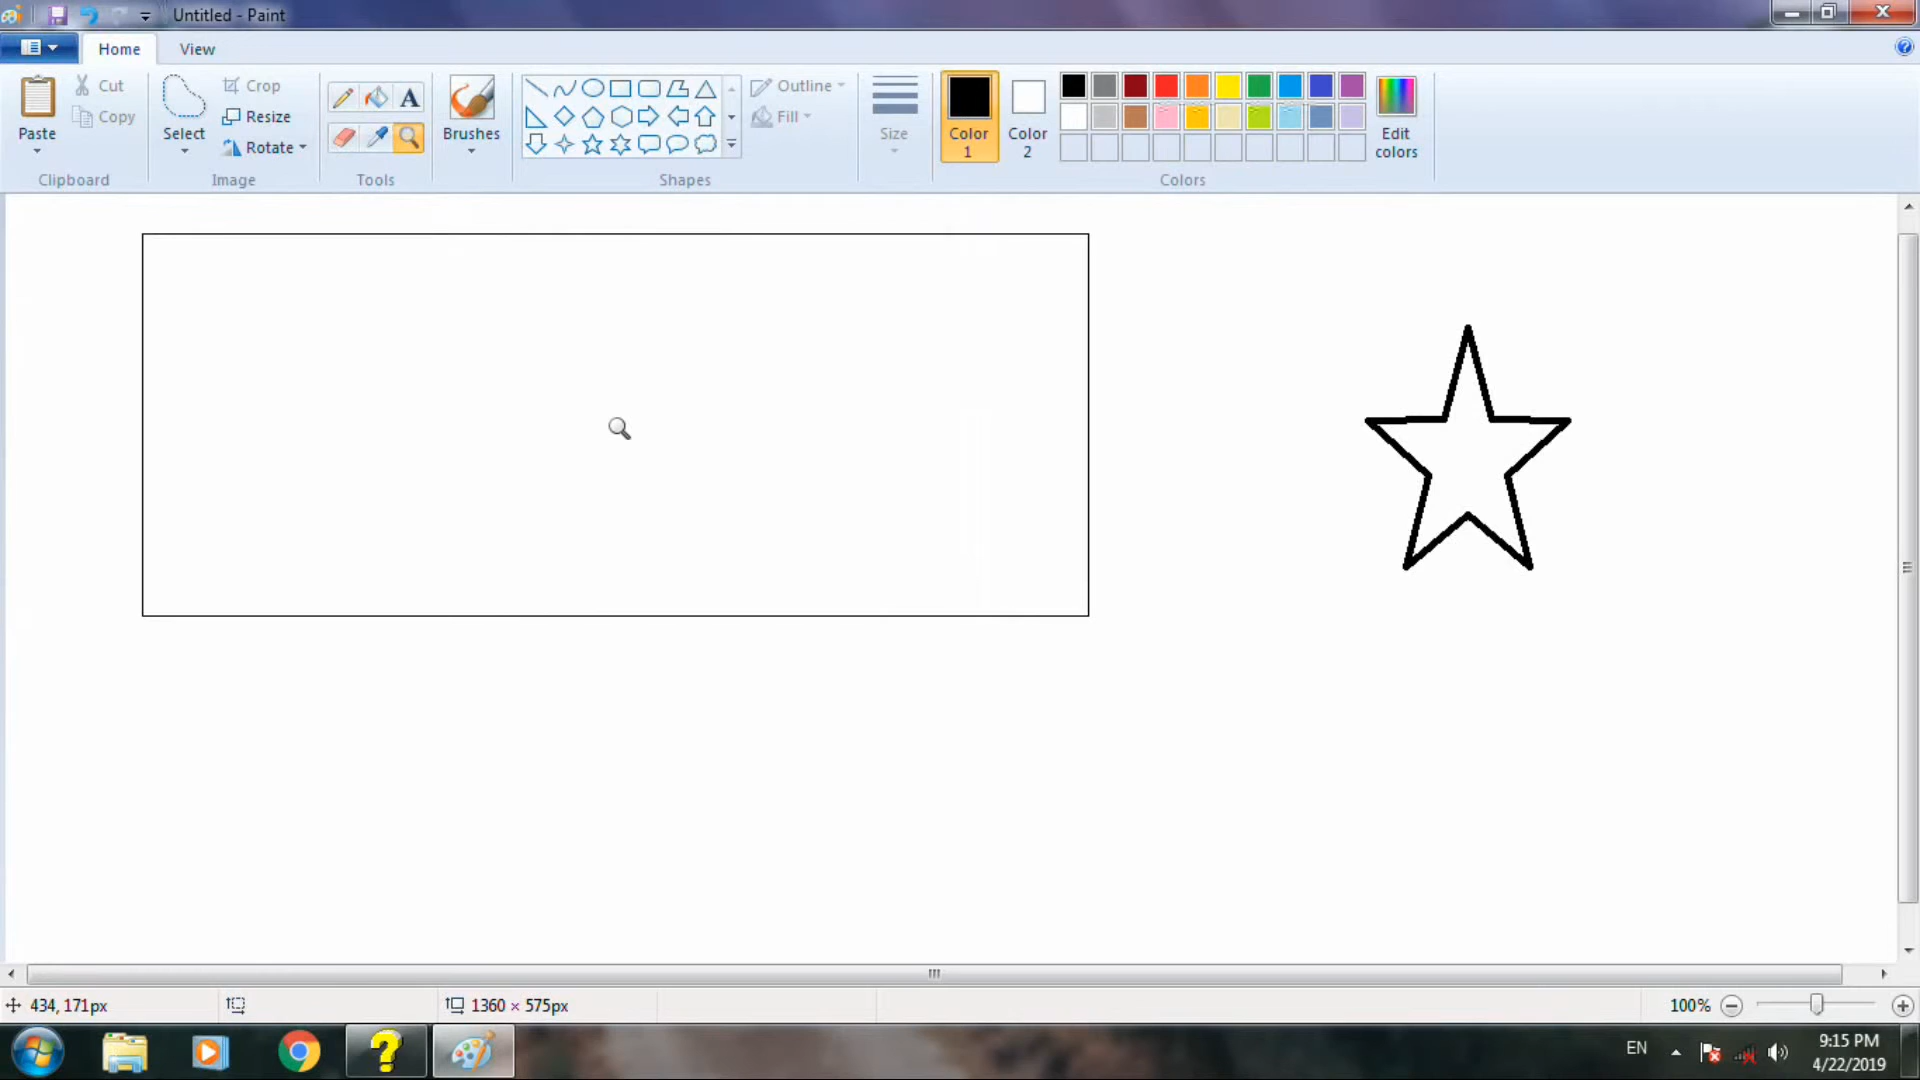 Untitled - Paint
Home
View
Paste
Cut
Copy
Clipboard
Select
Crop
Resize
Rotate
Image
A
Tools
Brushes
Outline
Fill
Shapes
Size
Color
1
Color
2
Edit
colors
Colors
434, 171px
1360 × 575px
100%
EN
9:15 PM
4/22/2019